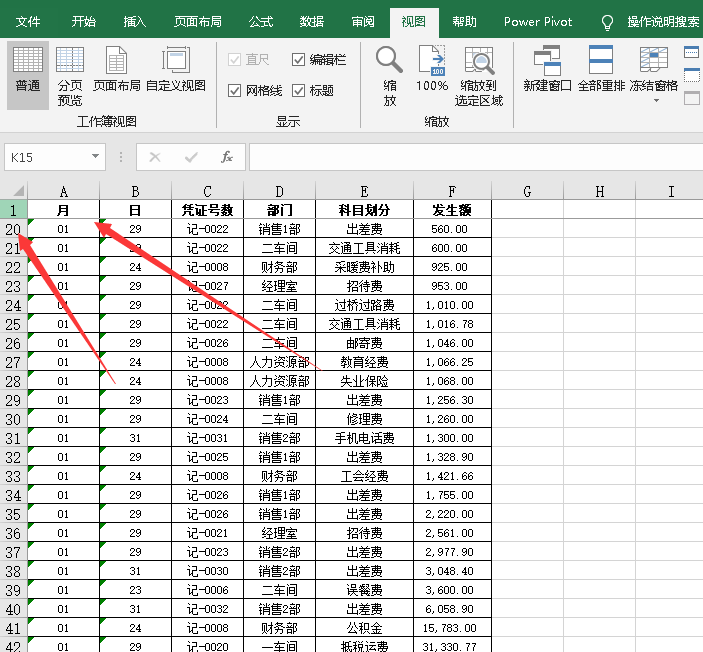 文件 开始 插入 页面布局 公式 数据 审阅 视图 帮助 Power Pivot 操作说明搜索
普通 分页预览 页面布局 自定义视图 直尺 编辑栏 网格线 标题 缩放 100% 缩放到选定区域 新建窗口 全部重排 冻结窗格
工作簿视图 显示 缩放
K15 fx
A B C D E F G H I
1 月 日 凭证号数 部门 科目划分 发生额
20 01 29 记-0022 销售1部 出差费 560.00
21 01 记-0022 二车间 交通工具消耗 600.00
22 01 24 记-0008 财务部 采暖费补助 925.00
23 01 29 记-0027 经理室 招待费 953.00
24 01 29 记-0022 二车间 过桥过路费 1,010.00
25 01 29 记-0022 二车间 交通工具消耗 1,016.78
26 01 29 记-0026 二车间 邮寄费 1,046.00
27 01 24 记-0008 人力资源部 教育经费 1,066.25
28 01 24 记-0008 人力资源部 失业保险 1,068.00
29 01 29 记-0023 销售1部 出差费 1,256.30
30 01 29 记-0024 二车间 修理费 1,260.00
31 01 31 记-0031 销售2部 手机电话费 1,300.00
32 01 29 记-0025 销售1部 出差费 1,328.90
33 01 24 记-0008 财务部 工会经费 1,421.66
34 01 29 记-0026 销售1部 出差费 1,755.00
35 01 29 记-0026 销售1部 出差费 2,220.00
36 01 29 记-0021 经理室 招待费 2,561.00
37 01 29 记-0023 销售2部 出差费 2,977.90
38 01 31 记-0030 销售2部 出差费 3,048.40
39 01 23 记-0006 二车间 误餐费 3,600.00
40 01 31 记-0032 销售2部 出差费 6,058.90
41 01 24 记-0008 财务部 公积金 15,783.00
42 01 29 记-0020 一车间 抵税运费 31,330.77